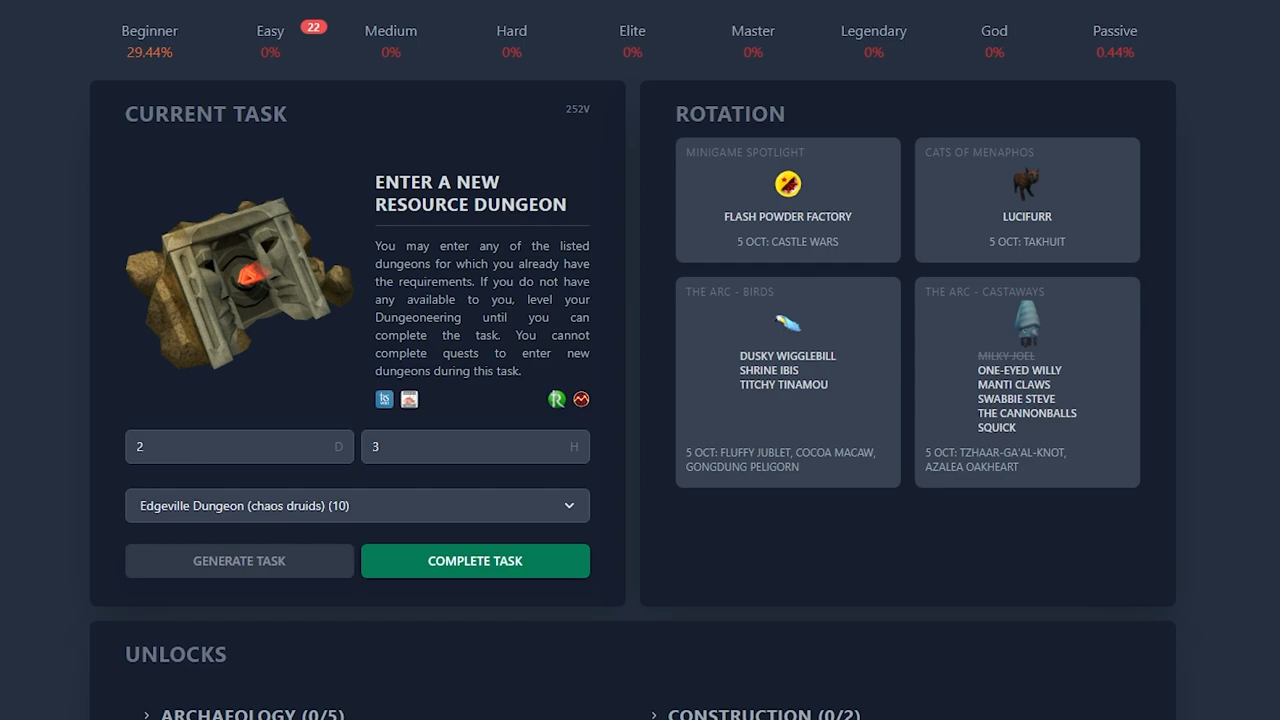 Beginner
29.44%
Easy
22
0%
Medium
0%
Hard
0%
Elite
0%
Master
0%
Legendary
0%
God
0%
Passive
0.44%
CURRENT TASK
252V
ENTER A NEW
RESOURCE DUNGEON
You may enter any of the listed
dungeons for which you already have
the requirements. If you do not have
any available to you, level your
Dungeoneering until you can
complete the task. You cannot
complete quests to enter new
dungeons during this task.
2
D
3
H
Edgeville Dungeon (chaos druids) (10)
GENERATE TASK
COMPLETE TASK
ROTATION
MINIGAME SPOTLIGHT
FLASH POWDER FACTORY
5 OCT: CASTLE WARS
CATS OF MENAPHOS
LUCIFURR
5 OCT: TAKHUIT
THE ARC - BIRDS
DUSKY WIGGLEBILL
SHRINE IBIS
TITCHY TINAMOU
5 OCT: FLUFFY JUBLET, COCOA MACAW,
GONGDUNG PELIGORN
THE ARC - CASTAWAYS
MILKY JOEL
ONE-EYED WILLY
MANTI CLAWS
SWABBIE STEVE
THE CANNONBALLS
SQUICK
5 OCT: TZHAAR-GA'AL-KNOT,
AZALEA OAKHEART
UNLOCKS
ARCHAEOLOGY (0/5)
CONSTRUCTION (0/2)